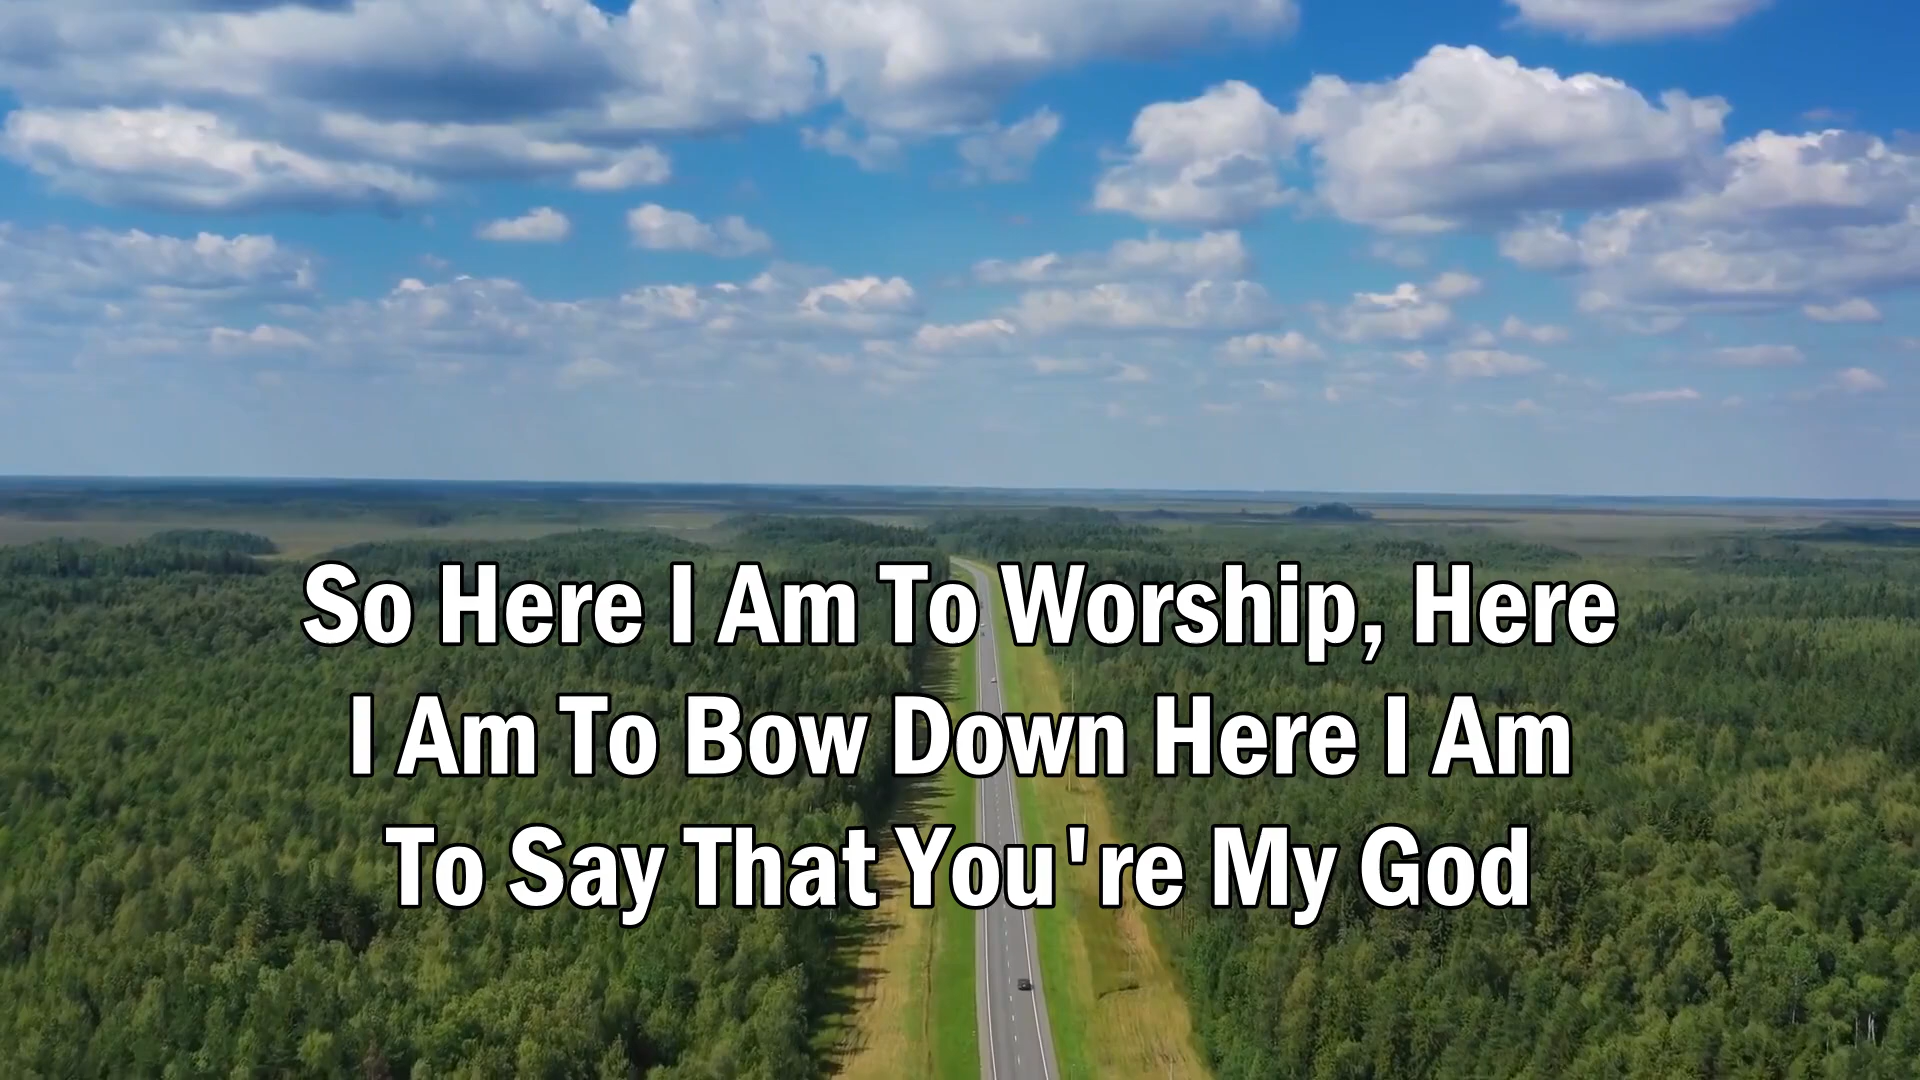 So Here I Am To Worship, Here
I Am To Bow Down Here I Am
To Say That You're My God